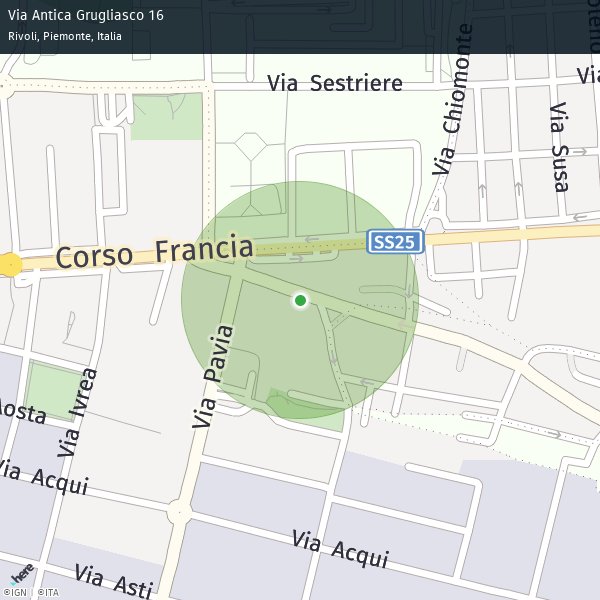 Via Antica Grugliasco 16
Rivoli, Piemonte, Italia
Via Sestriere
Via Chiomonte
Via Susa
Corso Francia
SS25
Via Pavia
Via Ivrea
Aosta
Via Acqui
Via Acqui
Via Asti
here
©IGN | ©ITA